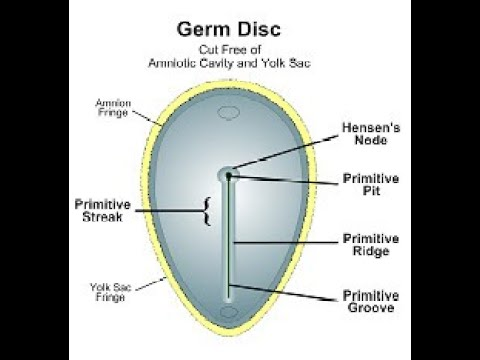 Germ Disc
Cut Free of
Amniotic Cavity and Yolk Sac
Amnion
Fringe
Hensen's
Node
Primitive
Pit
Primitive
Streak
Primitive
Ridge
Yolk Sac
Fringe
Primitive
Groove